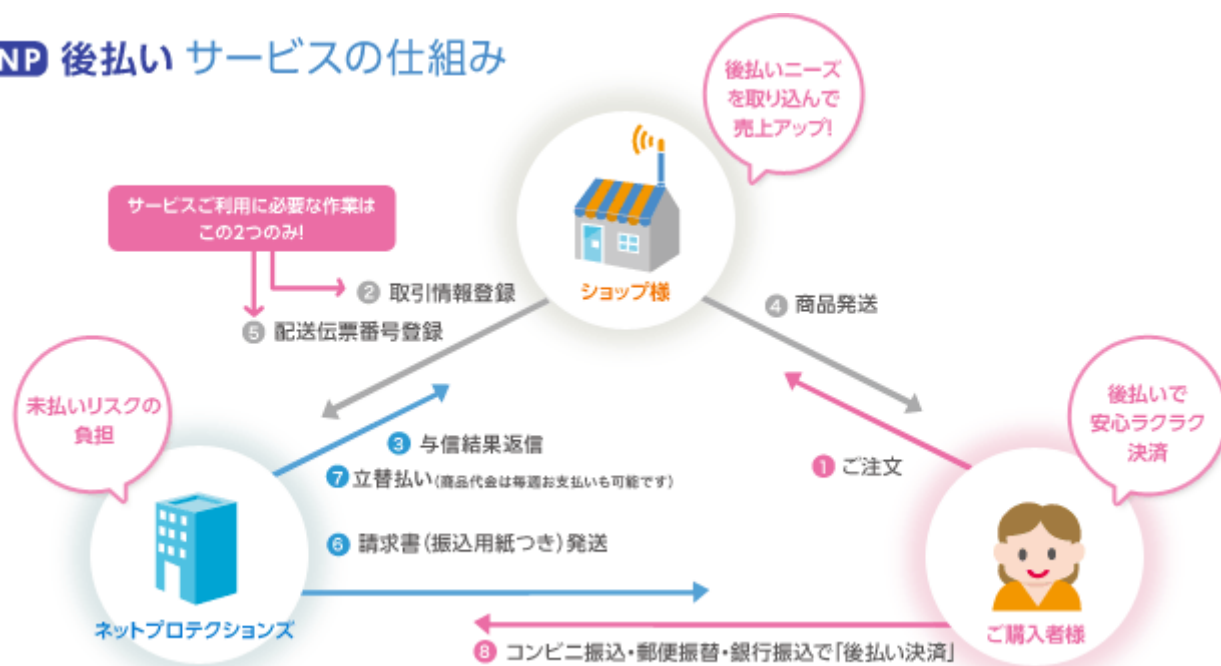 NP 後払い サービスの仕組み
後払いニーズ
を取り込んで
売上アップ!
サービスご利用に必要な作業は
この2つのみ!
② 取引情報登録
⑤ 配送伝票番号登録
ショップ様
④ 商品発送
未払いリスクの
負担
③ 与信結果返信
⑦ 立替払い(商品代金は毎週お支払いも可能です)
① ご注文
後払いで
安心ラクラク
決済
⑥ 請求書(振込用紙つき)発送
ネットプロテクションズ
ご購入者様
⑧ コンビニ振込・郵便振替・銀行振込で「後払い決済」